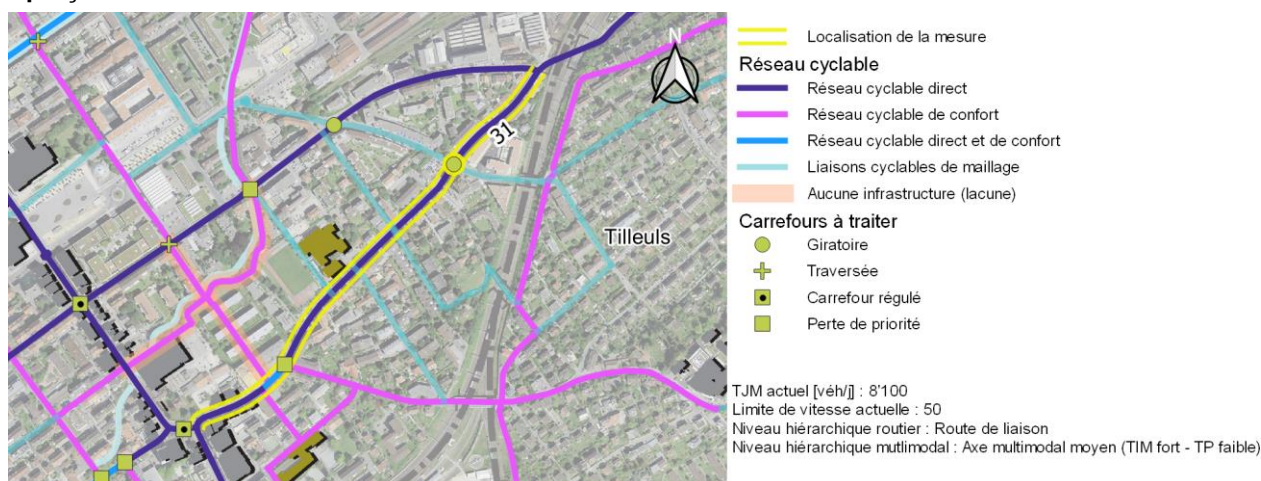 N
31
Tilleuls
Localisation de la mesure
Réseau cyclable
Réseau cyclable direct
Réseau cyclable de confort
Réseau cyclable direct et de confort
Liaisons cyclables de maillage
Aucune infrastructure (lacune)
Carrefours à traiter
Giratoire
Traversée
Carrefour régulé
Perte de priorité
TJM actuel [véh/j] : 8'100
Limite de vitesse actuelle : 50
Niveau hiérarchique routier : Route de liaison
Niveau hiérarchique mutlimodal : Axe multimodal moyen (TIM fort - TP faible)